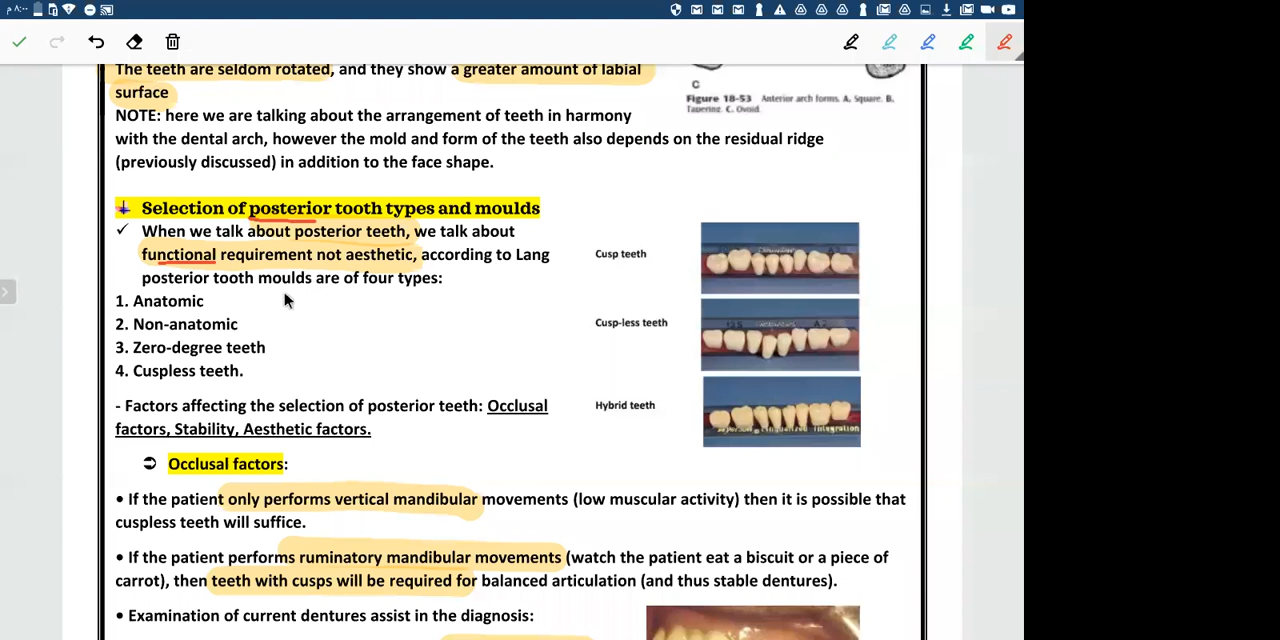 م ٨:٠٠
The teeth are seldom rotated, and they show a greater amount of labial
surface
C
Figure 18-53 Anterior arch forms. A, Square. B,
Tapering. C, Ovoid.
NOTE: here we are talking about the arrangement of teeth in harmony
with the dental arch, however the mold and form of the teeth also depends on the residual ridge
(previously discussed) in addition to the face shape.
Selection of posterior tooth types and moulds
✓ When we talk about posterior teeth, we talk about
functional requirement not aesthetic, according to Lang
posterior tooth moulds are of four types:
1. Anatomic
2. Non-anatomic
3. Zero-degree teeth
4. Cuspless teeth.
Cusp teeth
Cusp-less teeth
Hybrid teeth
- Factors affecting the selection of posterior teeth: Occlusal
factors, Stability, Aesthetic factors.
➲ Occlusal factors:
• If the patient only performs vertical mandibular movements (low muscular activity) then it is possible that
cuspless teeth will suffice.
• If the patient performs ruminatory mandibular movements (watch the patient eat a biscuit or a piece of
carrot), then teeth with cusps will be required for balanced articulation (and thus stable dentures).
• Examination of current dentures assist in the diagnosis: